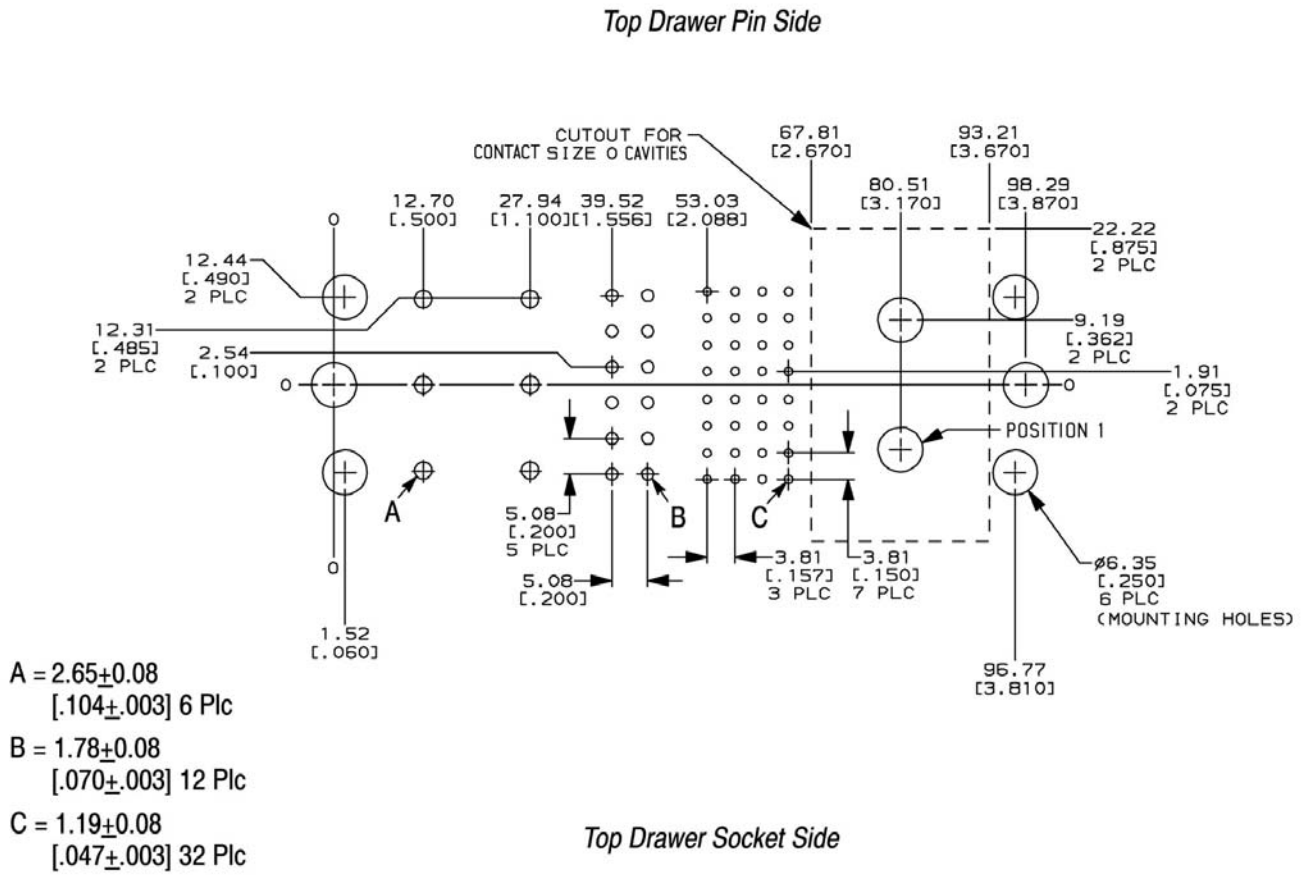 Top Drawer Pin Side
CUTOUT FOR
CONTACT SIZE O CAVITIES
67.81
[2.670]
93.21
[3.670]
80.51
[3.170]
98.29
[3.870]
0
12.70
[.500]
27.94
[1.100]
39.52
[1.556]
53.03
[2.088]
22.22
[.875]
2 PLC
12.44
[.490]
2 PLC
12.31
[.485]
2 PLC
2.54
[.100]
9.19
[.362]
2 PLC
1.91
[.075]
2 PLC
0
0
POSITION 1
A
B
C
5.08
[.200]
5 PLC
5.08
[.200]
3.81
[.157]
3 PLC
3.81
[.150]
7 PLC
ø6.35
[.250]
6 PLC
(MOUNTING HOLES)
0
1.52
[.060]
96.77
[3.810]
A = 2.65±0.08
[.104±.003] 6 Plc
B = 1.78±0.08
[.070±.003] 12 Plc
C = 1.19±0.08
[.047±.003] 32 Plc
Top Drawer Socket Side